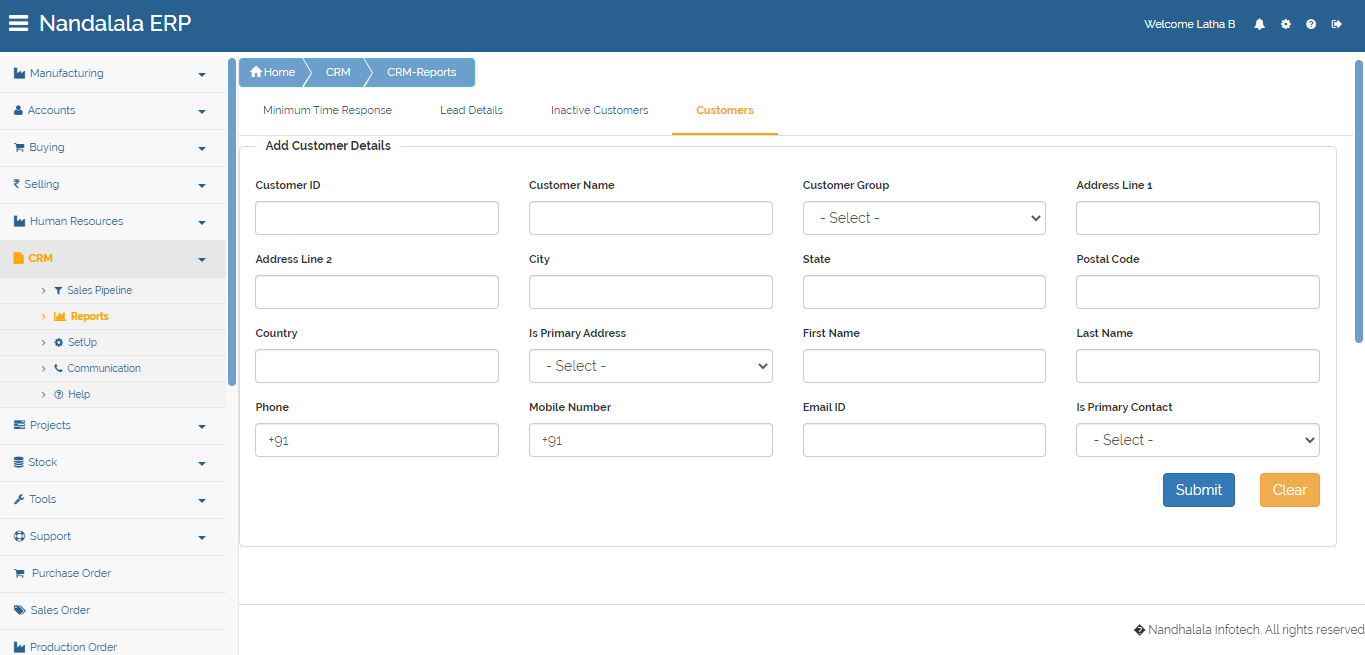 Nandalala ERP
Welcome Latha B
Manufacturing
Accounts
Buying
Selling
Human Resources
CRM
Sales Pipeline
Reports
SetUp
Communication
Help
Projects
Stock
Tools
Support
Purchase Order
Sales Order
Production Order
Home CRM CRM-Reports
Minimum Time Response Lead Details Inactive Customers Customers
Add Customer Details
Customer ID Customer Name Customer Group Address Line 1
- Select -
Address Line 2 City State Postal Code
Country Is Primary Address First Name Last Name
- Select -
Phone Mobile Number Email ID Is Primary Contact
+91 +91 - Select -
Submit Clear
� Nandhalala Infotech. All rights reserved